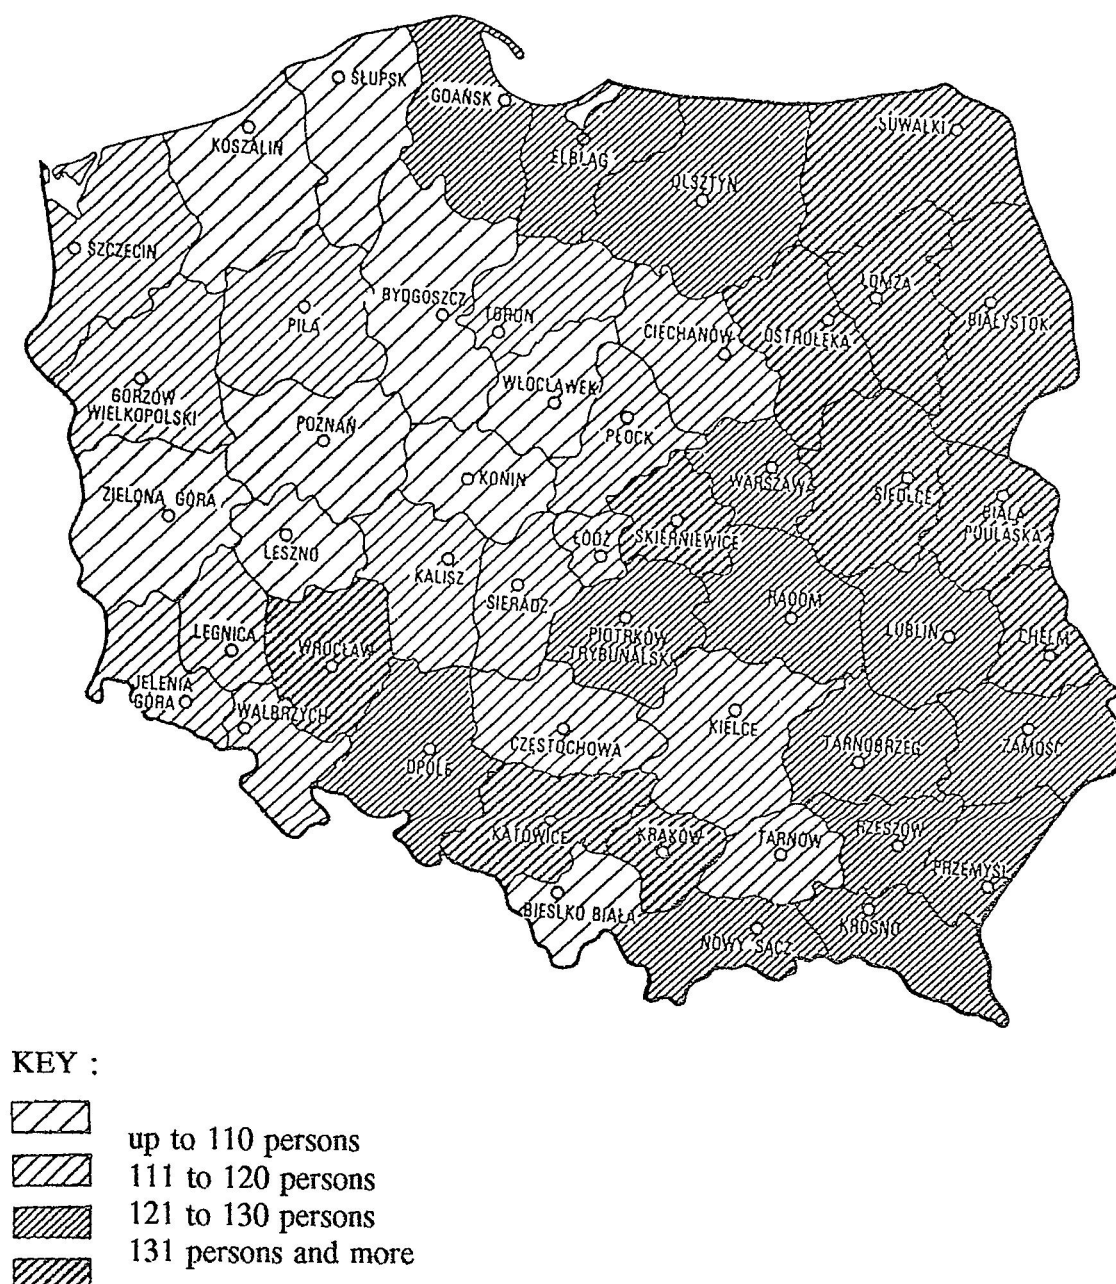 SŁUPSK
GDAŃSK
KOSZALIŃ
ELBLĄG
SUWAŁKI
OLSZTYN
SZCZECIN
PIŁA
BYDGOSZCZ
TORUŃ
CIECHANÓW
OSTROŁĘKA
ŁOMŻA
BIAŁYSTOK
GORZÓW
WIELKOPOLSKI
POZNAŃ
WŁOCŁAWEK
PŁOCK
KONIN
WARSZAWA
SIEDLCE
BIAŁA
ZIELONA GÓRA
LESZNO
KALISZ
SIERADZ
ŁÓDŹ
SKIERNIEWICE
RADOM
LUBLIN
CHEŁM
LEGNICA
WROCŁAW
PIOTRKÓW
TRYBUNALSKI
JELENIA
GÓRA
WAŁBRZYCH
OPOLE
CZĘSTOCHOWA
KIELCE
TARNOBRZEG
ZAMOŚĆ
KATOWICE
KRAKÓW
TARNÓW
RZESZÓW
PRZEMYŚL
BIESLKO BIAŁA
NOWY SĄCZ
KROSNO
KEY :
up to 110 persons
111 to 120 persons
121 to 130 persons
131 persons and more